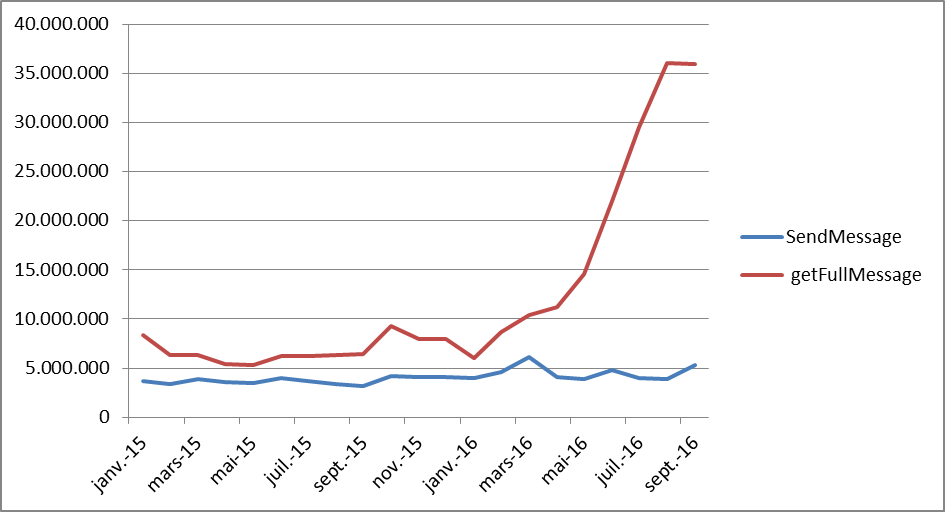 40.000.000
35.000.000
30.000.000
25.000.000
20.000.000
15.000.000
10.000.000
5.000.000
0
janv.-15
mars-15
mai-15
juil.-15
sept.-15
nov.-15
janv.-16
mars-16
mai-16
juil.-16
sept.-16
SendMessage
getFullMessage